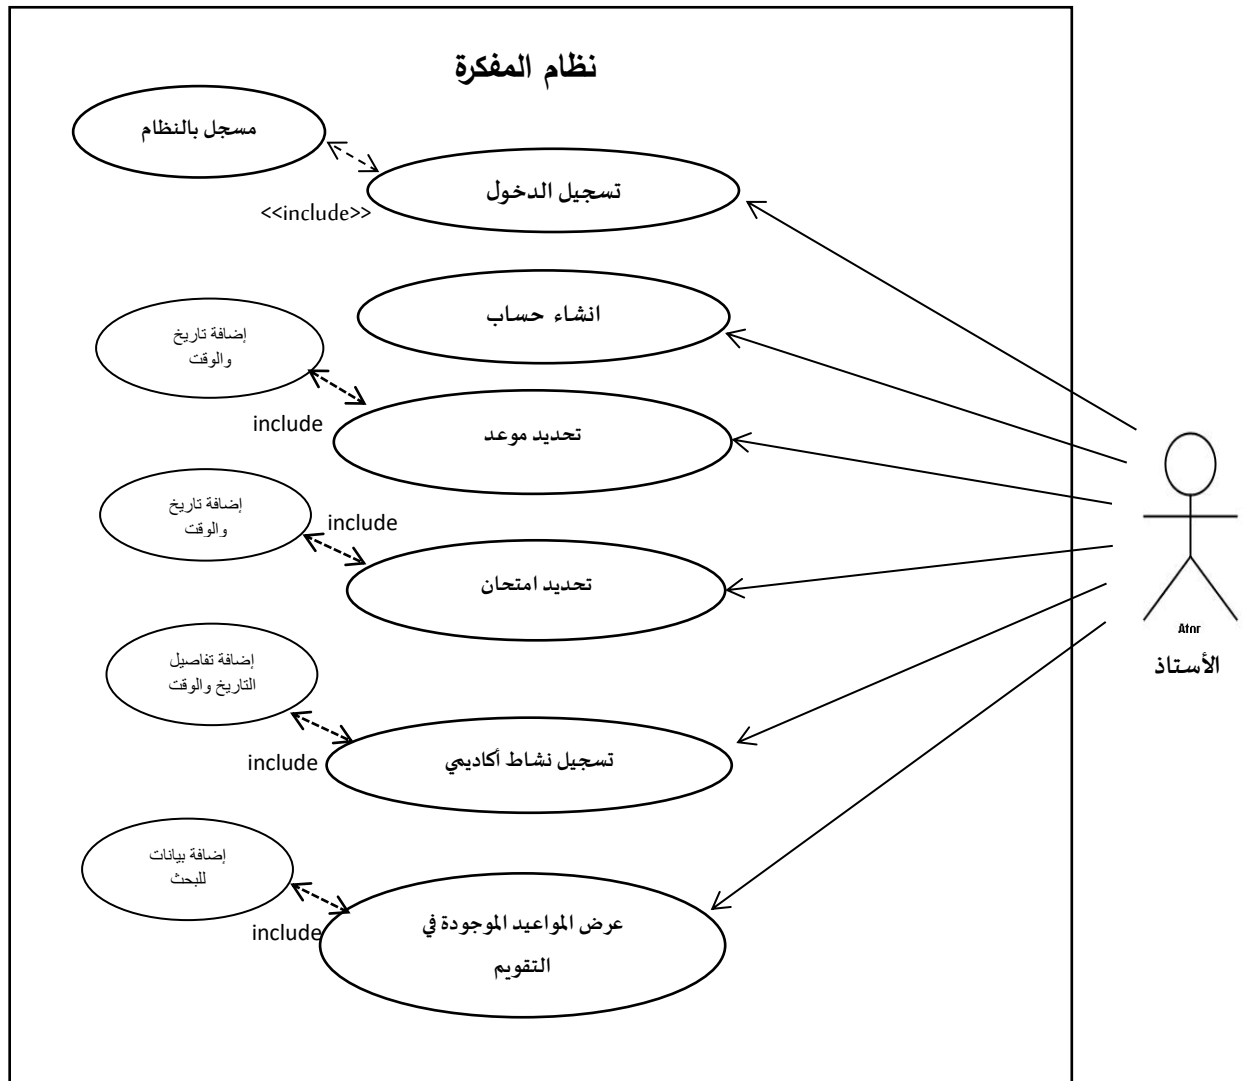 نظام المفكرة
مسجل بالنظام
تسجيل الدخول
<<include>>
انشاء حساب
إضافة تاريخ
والوقت
include
تحديد موعد
إضافة تاريخ
والوقت
include
تحديد امتحان
إضافة تفاصيل
التاريخ والوقت
include
تسجيل نشاط أكاديمي
إضافة بيانات
للبحث
include
عرض المواعيد الموجودة في
التقويم
Ator
الأستاذ